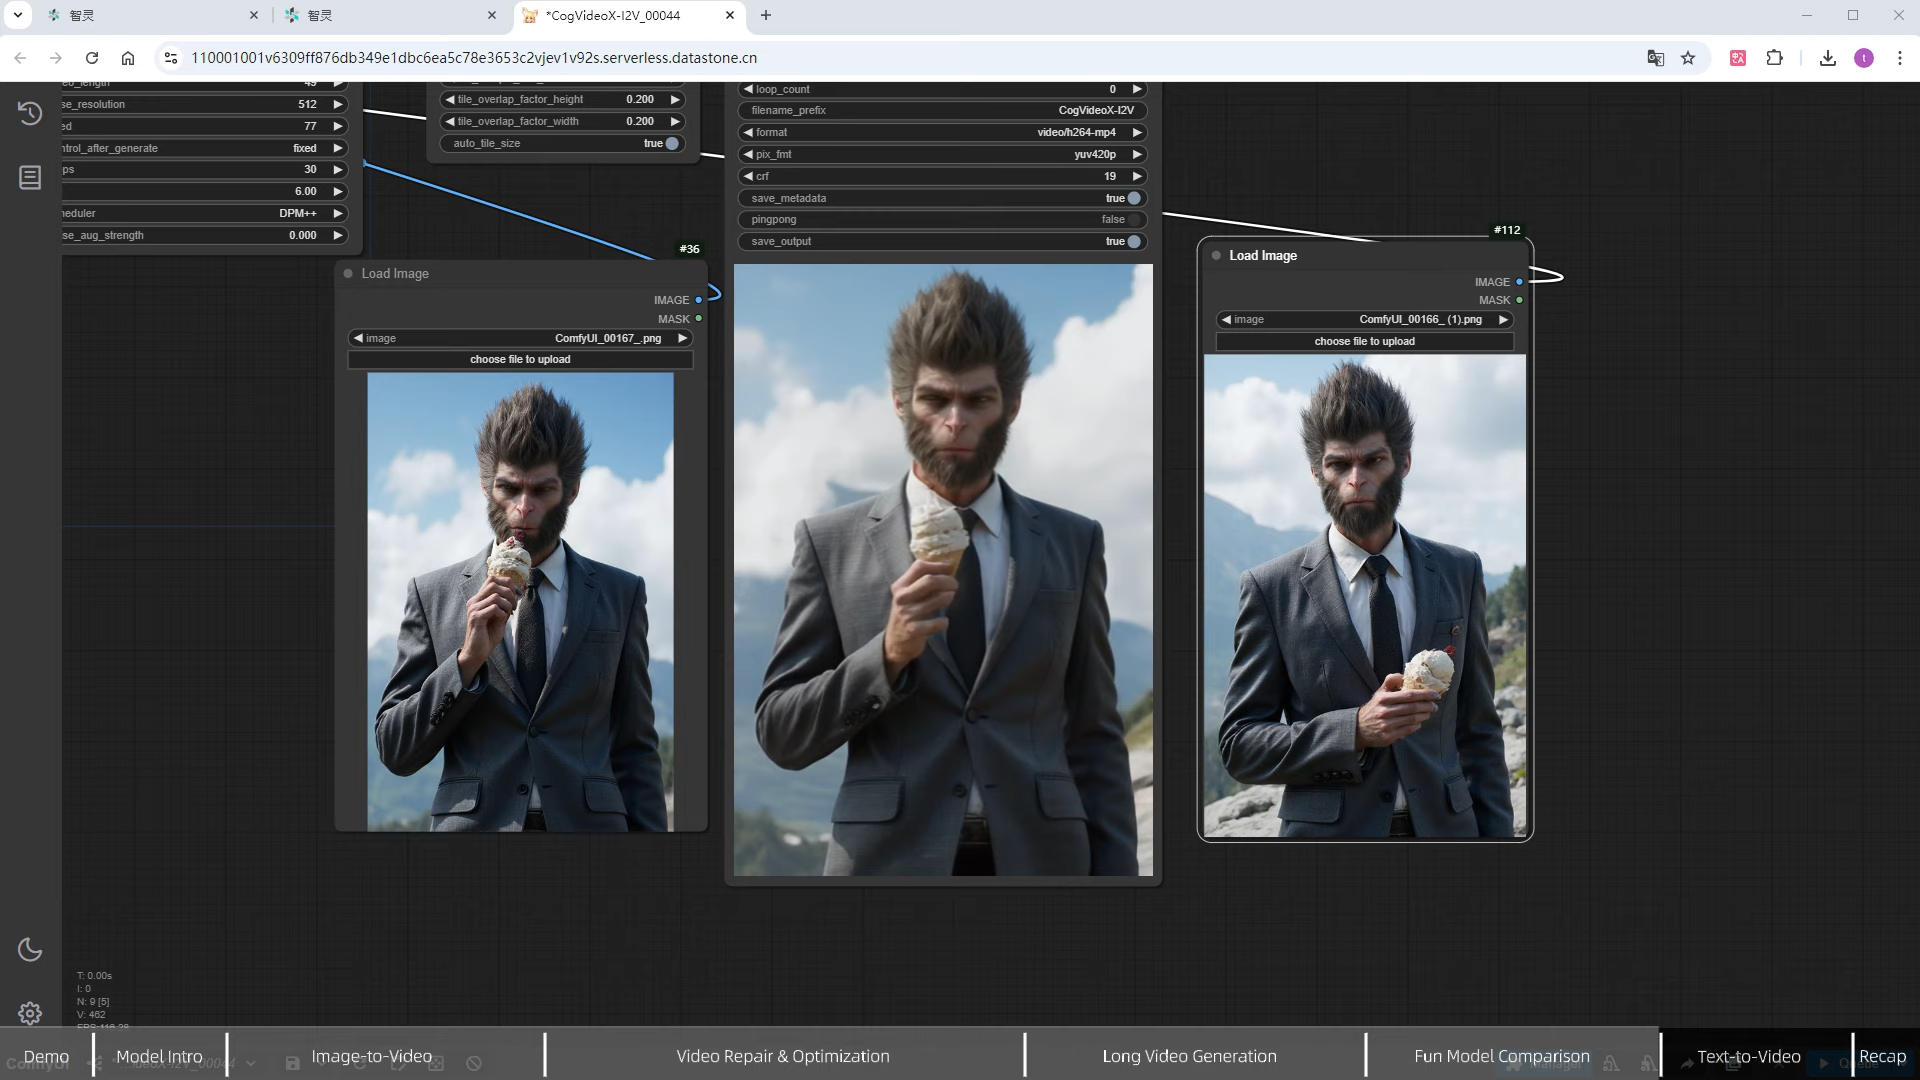 智灵
智灵
*CogVideoX-I2V_00044
110001001v6309ff876db349e1dbc6ea5c78e3653c2vjev1v92s.serverless.datastone.cn
eo_length 49
se_resolution 512
ed 77
ntrol_after_generate fixed
ps 30
6.00
heduler DPM++
se_aug_strength 0.000
tile_overlap_factor_height 0.200
tile_overlap_factor_width 0.200
auto_tile_size true
loop_count 0
filename_prefix CogVideoX-I2V
format video/h264-mp4
pix_fmt yuv420p
crf 19
save_metadata true
pingpong false
save_output true
#36
Load Image
IMAGE
MASK
image ComfyUI_00167_.png
choose file to upload
#112
Load Image
IMAGE
MASK
image ComfyUI_00166_ (1).png
choose file to upload
T: 0.00s
I: 0
N: 9 [5]
V: 462
Demo
Model Intro
Image-to-Video
Video Repair & Optimization
Long Video Generation
Fun Model Comparison
Text-to-Video
Recap